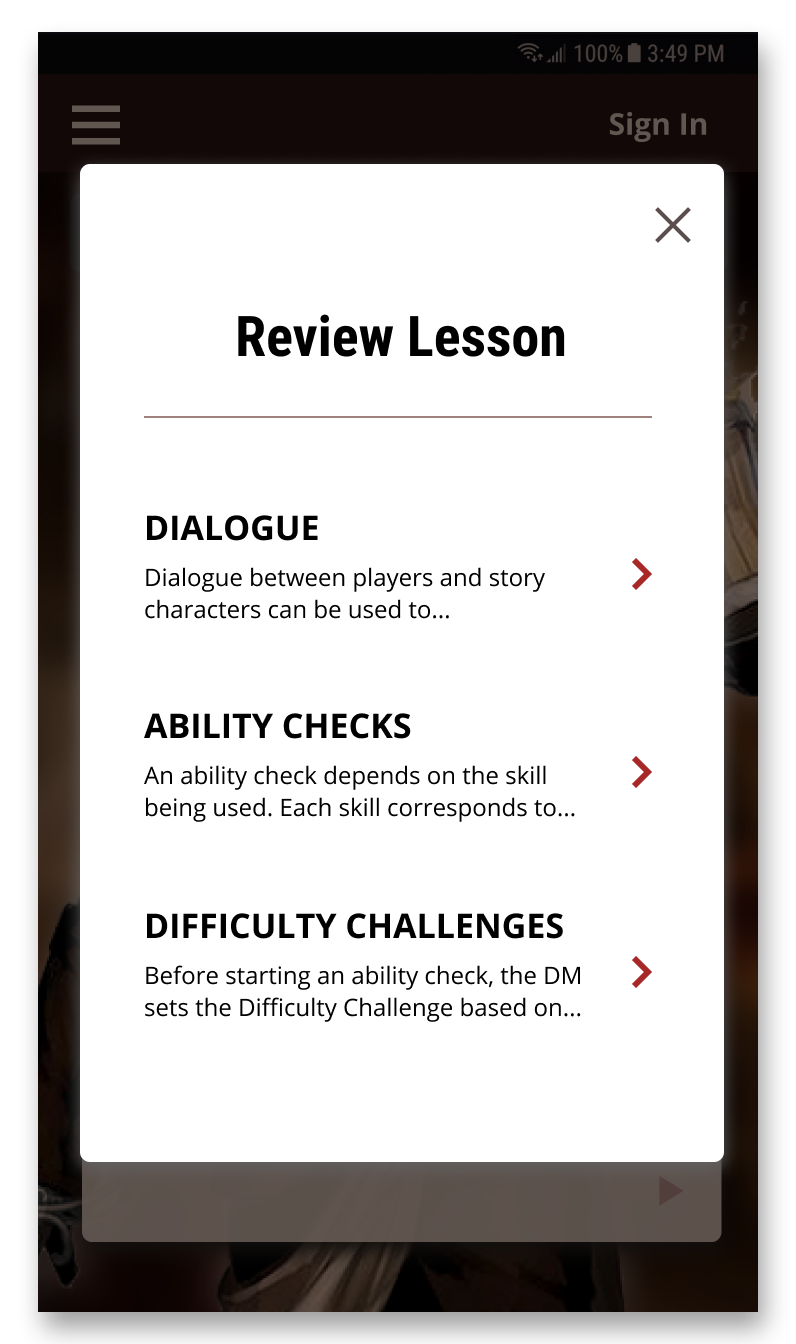 100% 3:49 PM
Sign In
Review Lesson
DIALOGUE
Dialogue between players and story
characters can be used to...
ABILITY CHECKS
An ability check depends on the skill
being used. Each skill corresponds to...
DIFFICULTY CHALLENGES
Before starting an ability check, the DM
sets the Difficulty Challenge based on...